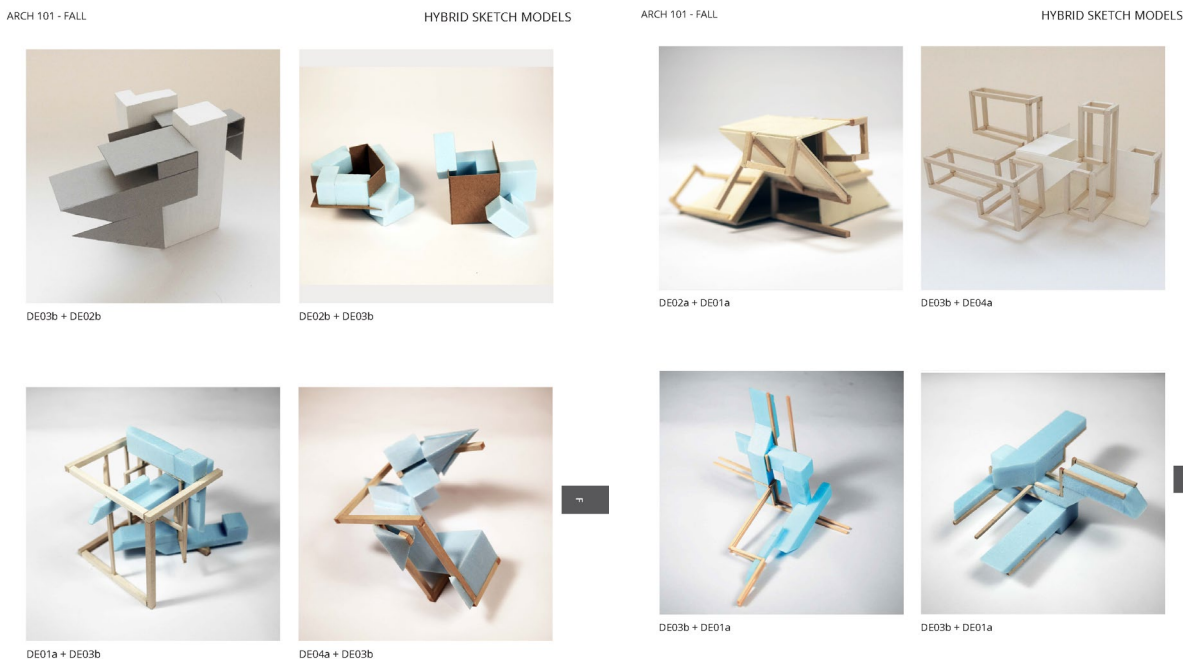 ARCH 101 - FALL
HYBRID SKETCH MODELS
DE03b + DE02b
DE02b + DE03b
DE01a + DE03b
DE04a + DE03b
F
ARCH 101 - FALL
HYBRID SKETCH MODELS
DE02a + DE01a
DE03b + DE04a
DE03b + DE01a
DE03b + DE01a